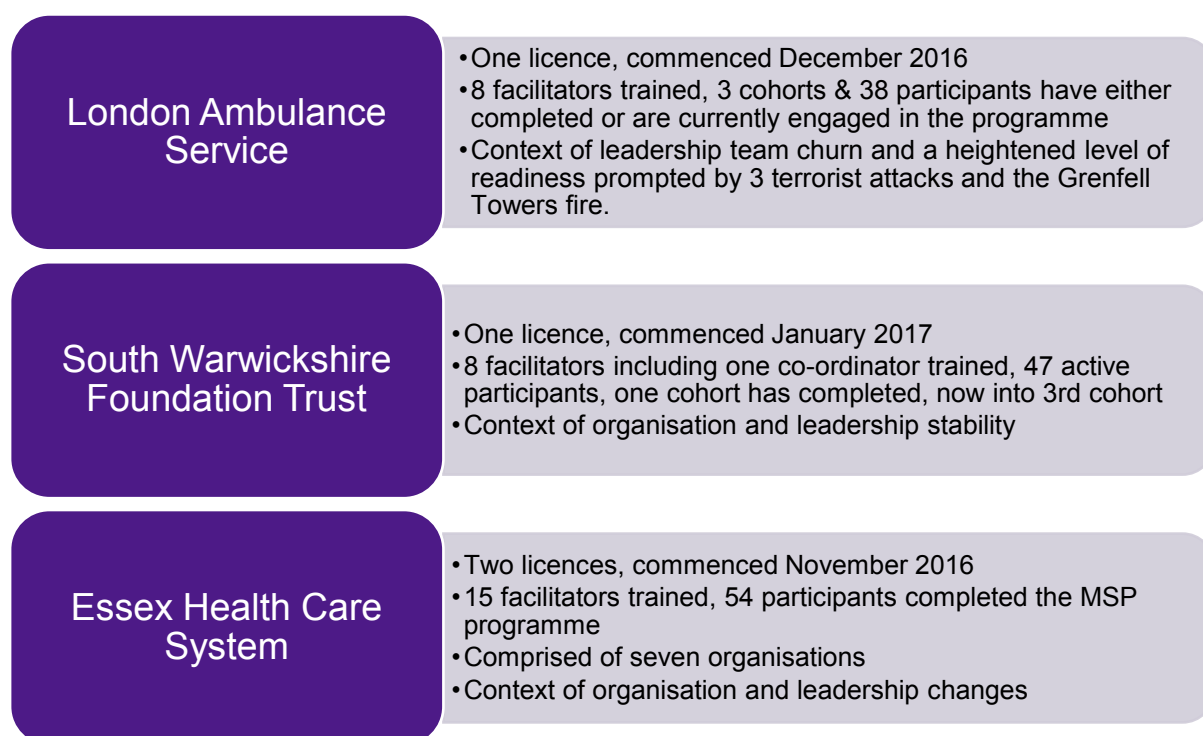 London Ambulance
Service
•One licence, commenced December 2016
•8 facilitators trained, 3 cohorts & 38 participants have either
completed or are currently engaged in the programme
•Context of leadership team churn and a heightened level of
readiness prompted by 3 terrorist attacks and the Grenfell
Towers fire.
South Warwickshire
Foundation Trust
•One licence, commenced January 2017
•8 facilitators including one co-ordinator trained, 47 active
participants, one cohort has completed, now into 3rd cohort
•Context of organisation and leadership stability
Essex Health Care
System
•Two licences, commenced November 2016
•15 facilitators trained, 54 participants completed the MSP
programme
•Comprised of seven organisations
•Context of organisation and leadership changes